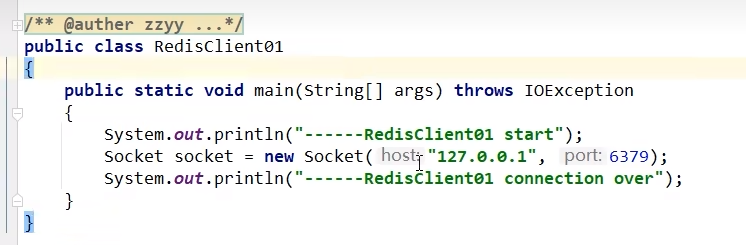 /** @auther zzyy ...*/
public class RedisClient01
{
public static void main(String[] args) throws IOException
{
System.out.println("------RedisClient01 start");
Socket socket = new Socket( host: "127.0.0.1", port: 6379);
System.out.println("------RedisClient01 connection over");
}
}